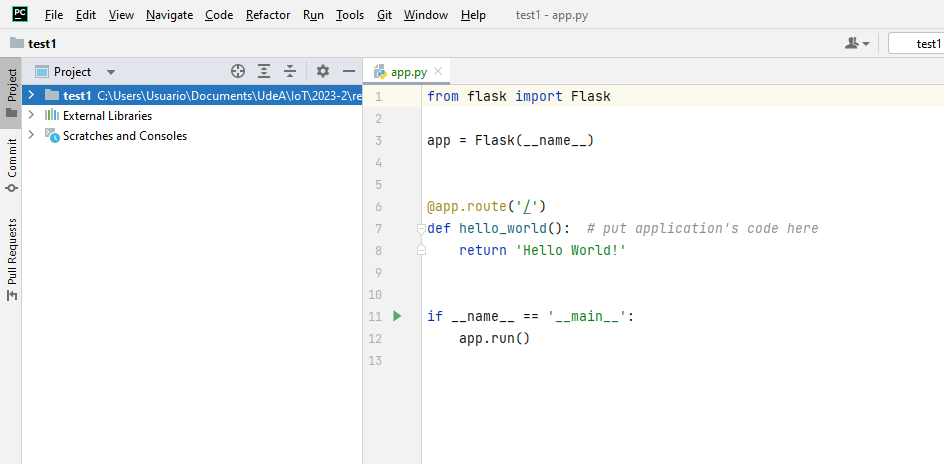 PC File Edit View Navigate Code Refactor Run Tools Git Window Help test1 - app.py
test1 test1
Project
Project app.py
test1 C:\Users\Usuario\Documents\UdeA\IoT\2023-2\re
External Libraries
Scratches and Consoles
Commit
Pull Requests
1 from flask import Flask
2
3 app = Flask(__name__)
4
5
6 @app.route('/')
7 def hello_world():  # put application's code here
8     return 'Hello World!'
9
10
11 if __name__ == '__main__':
12     app.run()
13